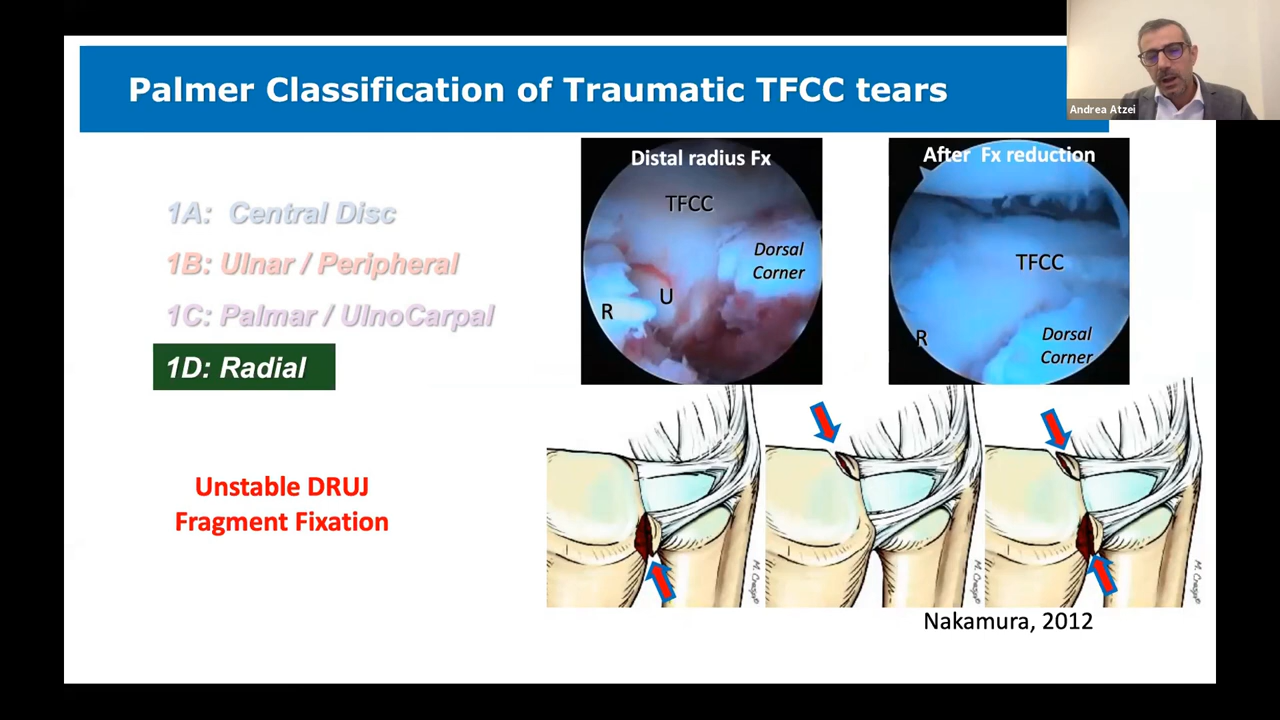 Palmer Classification of Traumatic TFCC tears
Andrea Atzei
1A: Central Disc
1B: Ulnar / Peripheral
1C: Palmar / UlnoCarpal
1D: Radial
Unstable DRUJ
Fragment Fixation
Distal radius Fx
TFCC
Dorsal
Corner
U
R
After Fx reduction
TFCC
R
Dorsal
Corner
Nakamura, 2012